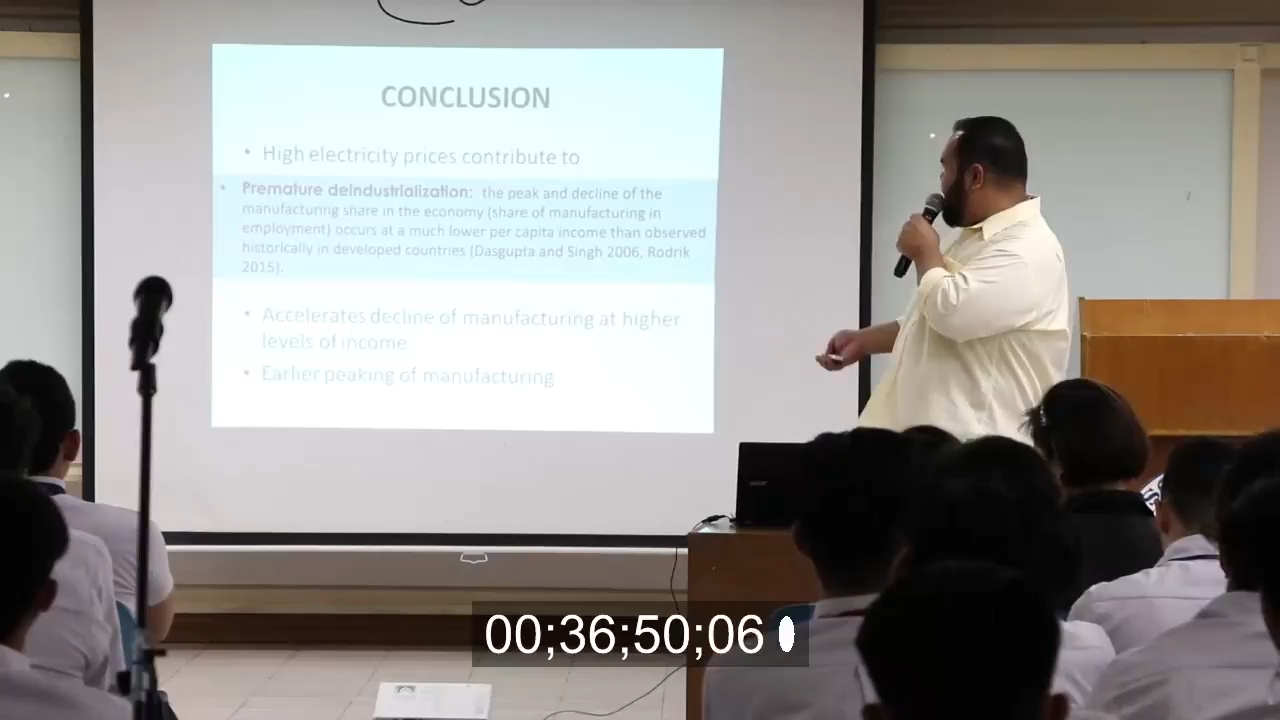 CONCLUSION
• High electricity prices contribute to
• Premature deindustrialization: the peak and decline of the
manufacturing share in the economy (share of manufacturing in
employment) occurs at a much lower per capita income than observed
historically in developed countries (Dasgupta and Singh 2006, Rodrik
2015).
• Accelerates decline of manufacturing at higher
levels of income
• Earlier peaking of manufacturing
00;36;50;06